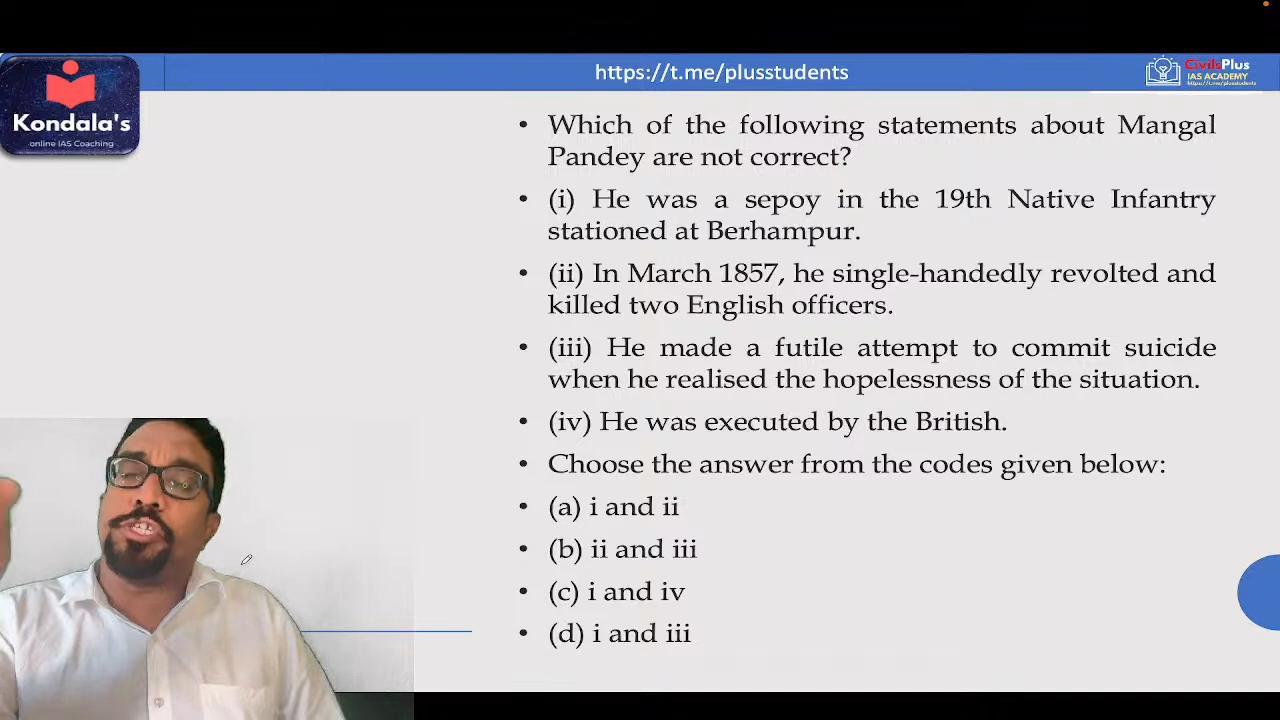 https://t.me/plusstudents
CivilsPlus
IAS ACADEMY
https://t.me/plusstudents
Kondala's
online IAS Coaching
• Which of the following statements about Mangal
Pandey are not correct?
• (i) He was a sepoy in the 19th Native Infantry
stationed at Berhampur.
• (ii) In March 1857, he single-handedly revolted and
killed two English officers.
• (iii) He made a futile attempt to commit suicide
when he realised the hopelessness of the situation.
• (iv) He was executed by the British.
• Choose the answer from the codes given below:
• (a) i and ii
• (b) ii and iii
• (c) i and iv
• (d) i and iii